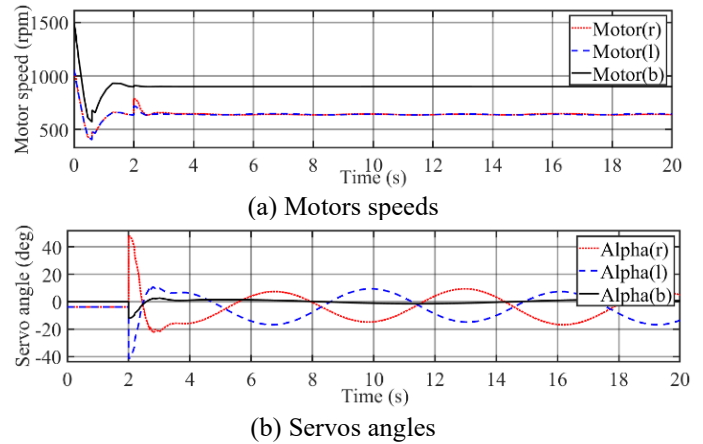 1500
1000
500
Motor speed (rpm)
Motor(r)
Motor(l)
Motor(b)
0 2 4 6 8 10 12 14 16 18 20
Time (s)
(a) Motors speeds
40
20
0
-20
-40
Servo angle (deg)
Alpha(r)
Alpha(l)
Alpha(b)
0 2 4 6 8 10 12 14 16 18 20
Time (s)
(b) Servos angles